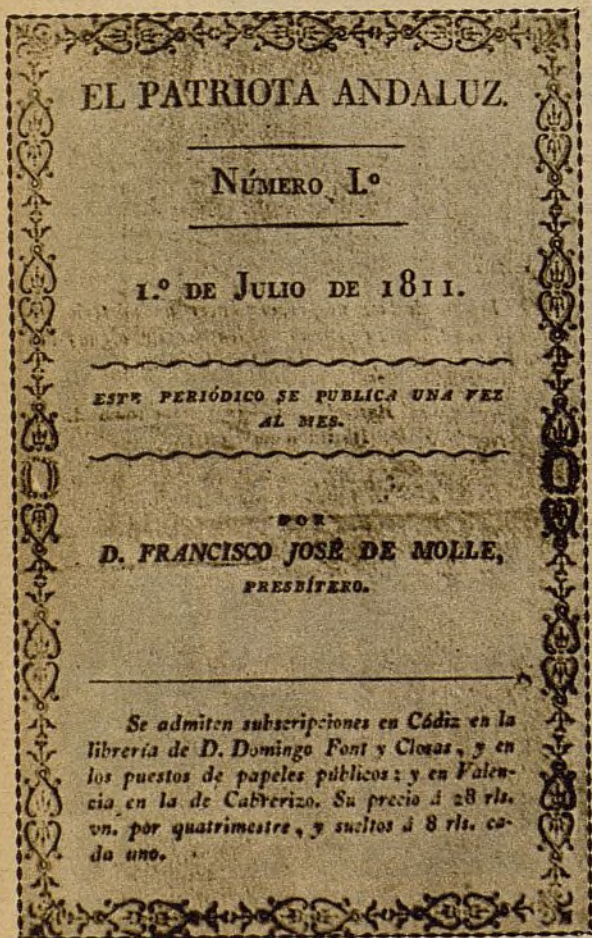 EL PATRIOTA ANDALUZ.
NÚMERO I.º
1.º DE JULIO DE 1811.
ESTE PERIÓDICO SE PUBLICA UNA VEZ
AL MES.
POR
D. FRANCISCO JOSÉ DE MOLLE,
PRESBÍTERO.
Se admiten subscripciones en Cádiz en la
librería de D. Domingo Font y Closas, y en
los puestos de papeles públicos: y en Valen-
cia en la de Cabrerizo. Su precio á 28 rls.
vn. por quatrimestre, y sueltos á 8 rls. ca-
da uno.